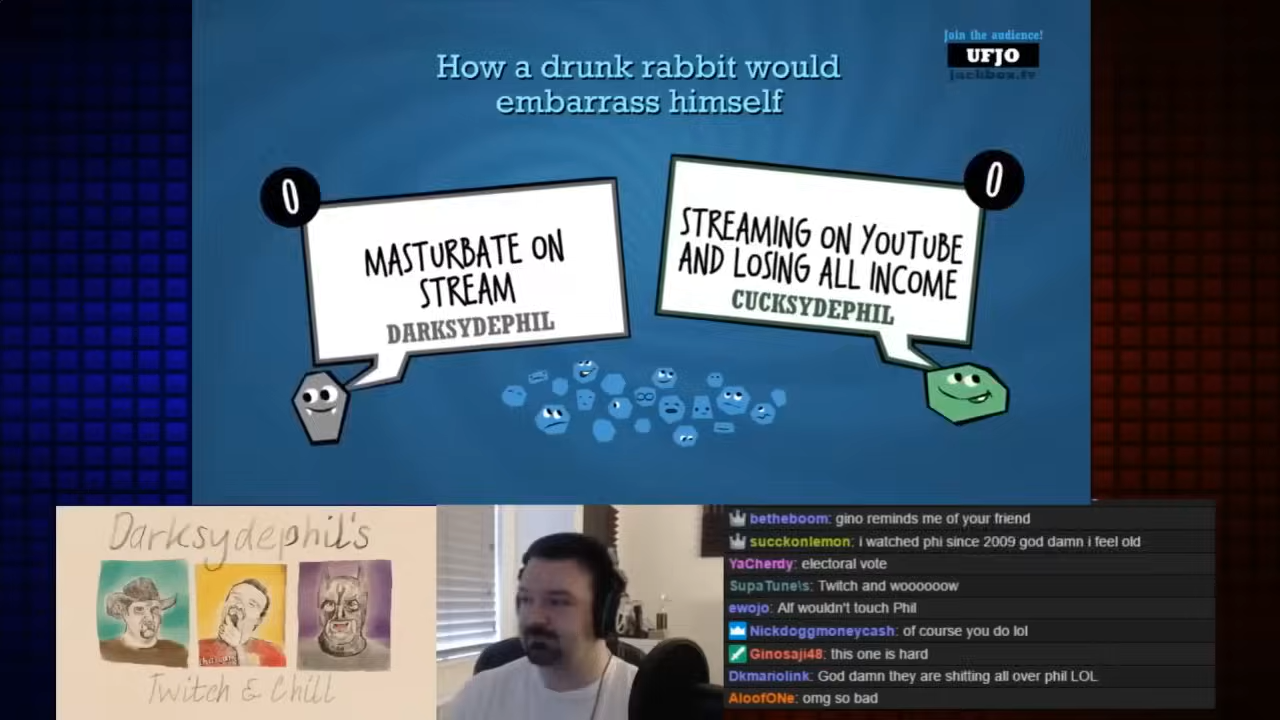 Join the audience!
UFJO
jackbox.tv
How a drunk rabbit would
embarrass himself
0
MASTURBATE ON
STREAM
DARKSYDEPHIL
0
STREAMING ON YOUTUBE
AND LOSING ALL INCOME
CUCKSYDEPHIL
Darksydephil's
Twitch & Chill
betheboom: gino reminds me of your friend
succkonlemon: i watched phi since 2009 god damn i feel old
YaCherdy: electoral vote
SupaTune\s: Twitch and woooooow
ewojo: Alf wouldn't touch Phil
Nickdoggmoneycash: of course you do lol
Ginosaji48: this one is hard
Dkmariolink: God damn they are shitting all over phil LOL
AloofONe: omg so bad